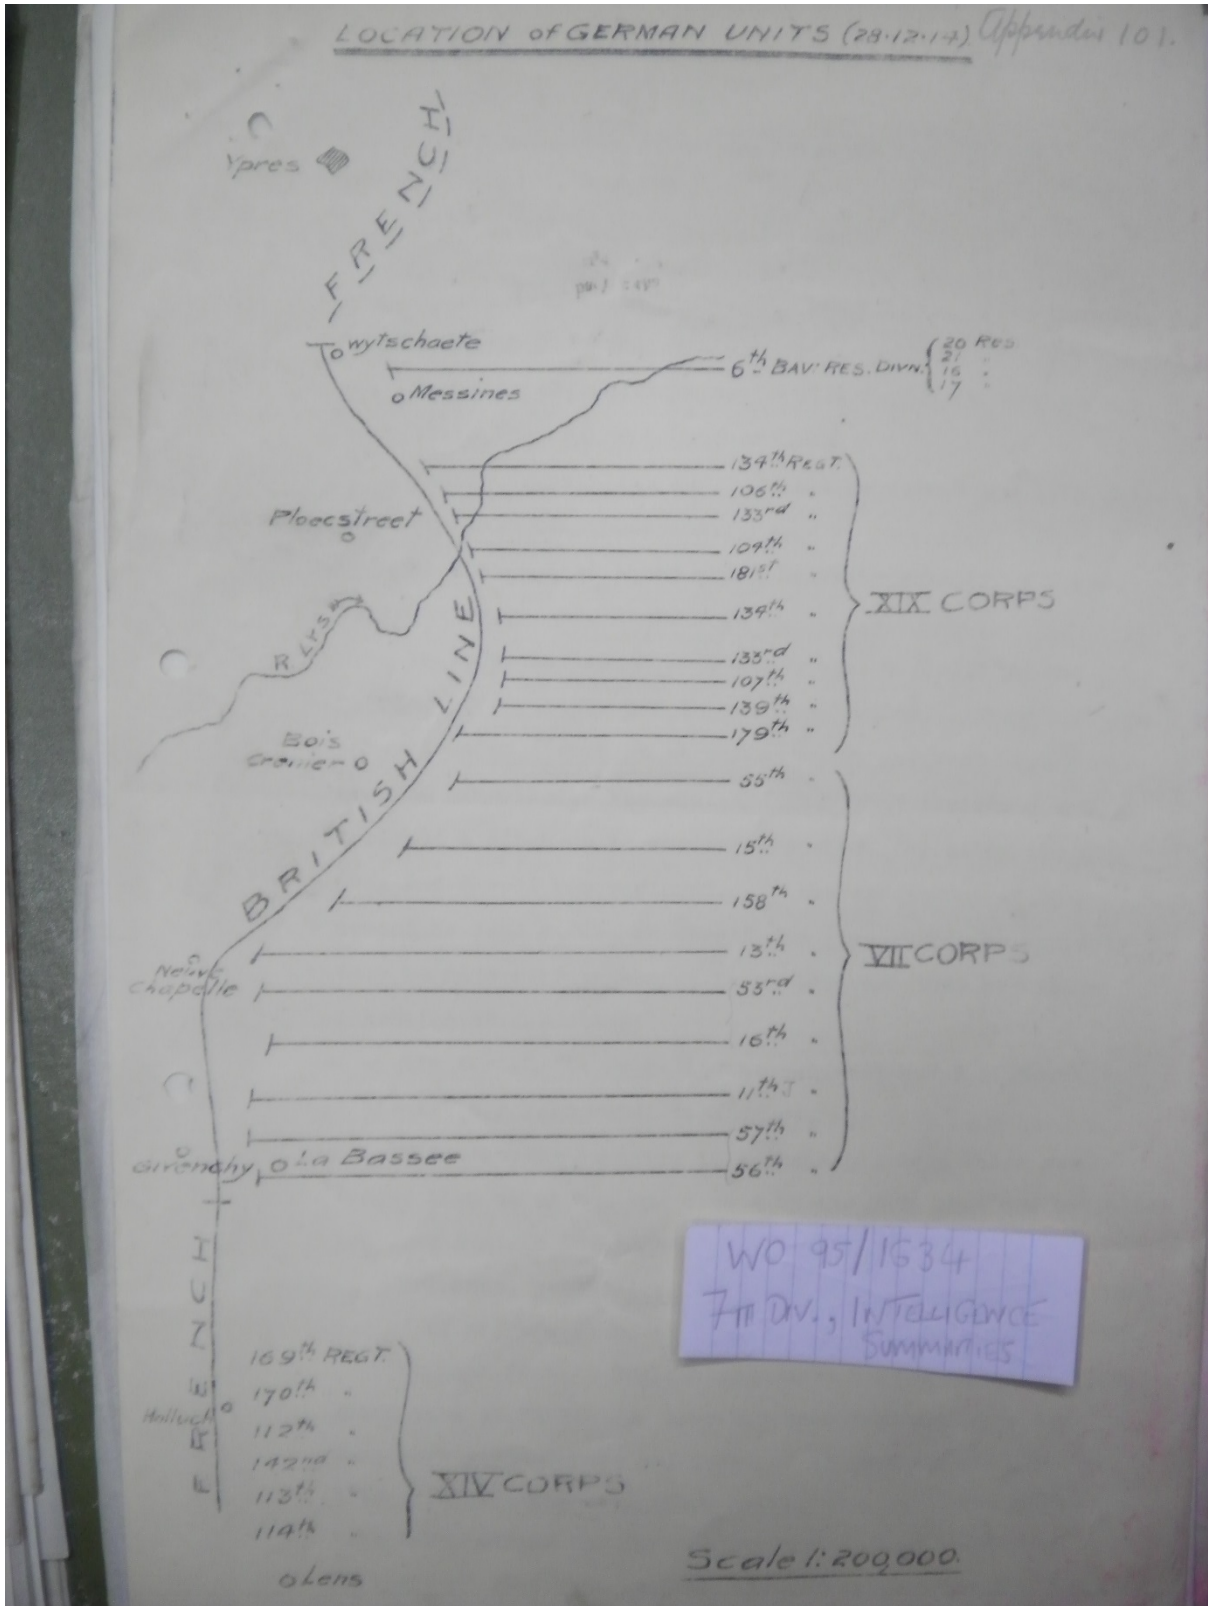 LOCATION of GERMAN UNITS (28·12·14) Appendix 101.
Ypres
FRENCH
Wytschaete
6th BAV: RES. DIVN. { 20 RES.
21 "
16 "
17 "
Messines
134th REGT.
106th "
133rd "
Ploecstreet
104th "
181st "
XIX CORPS
134th "
R Lys
133rd "
107th "
139th "
179th "
Bois
Grenier
BRITISH LINE
55th "
15th "
158th "
13th "
VII CORPS
Neuve
Chapelle
53rd "
16th "
11th J "
57th "
Givenchy
La Bassee
56th "
WO 95/1634
7TH DIV., INTELLIGENCE
SUMMARIES
FRENCH
169th REGT.
170th "
Hulluch
112th "
142nd "
XIV CORPS
113th "
114th "
Lens
Scale 1:200,000.